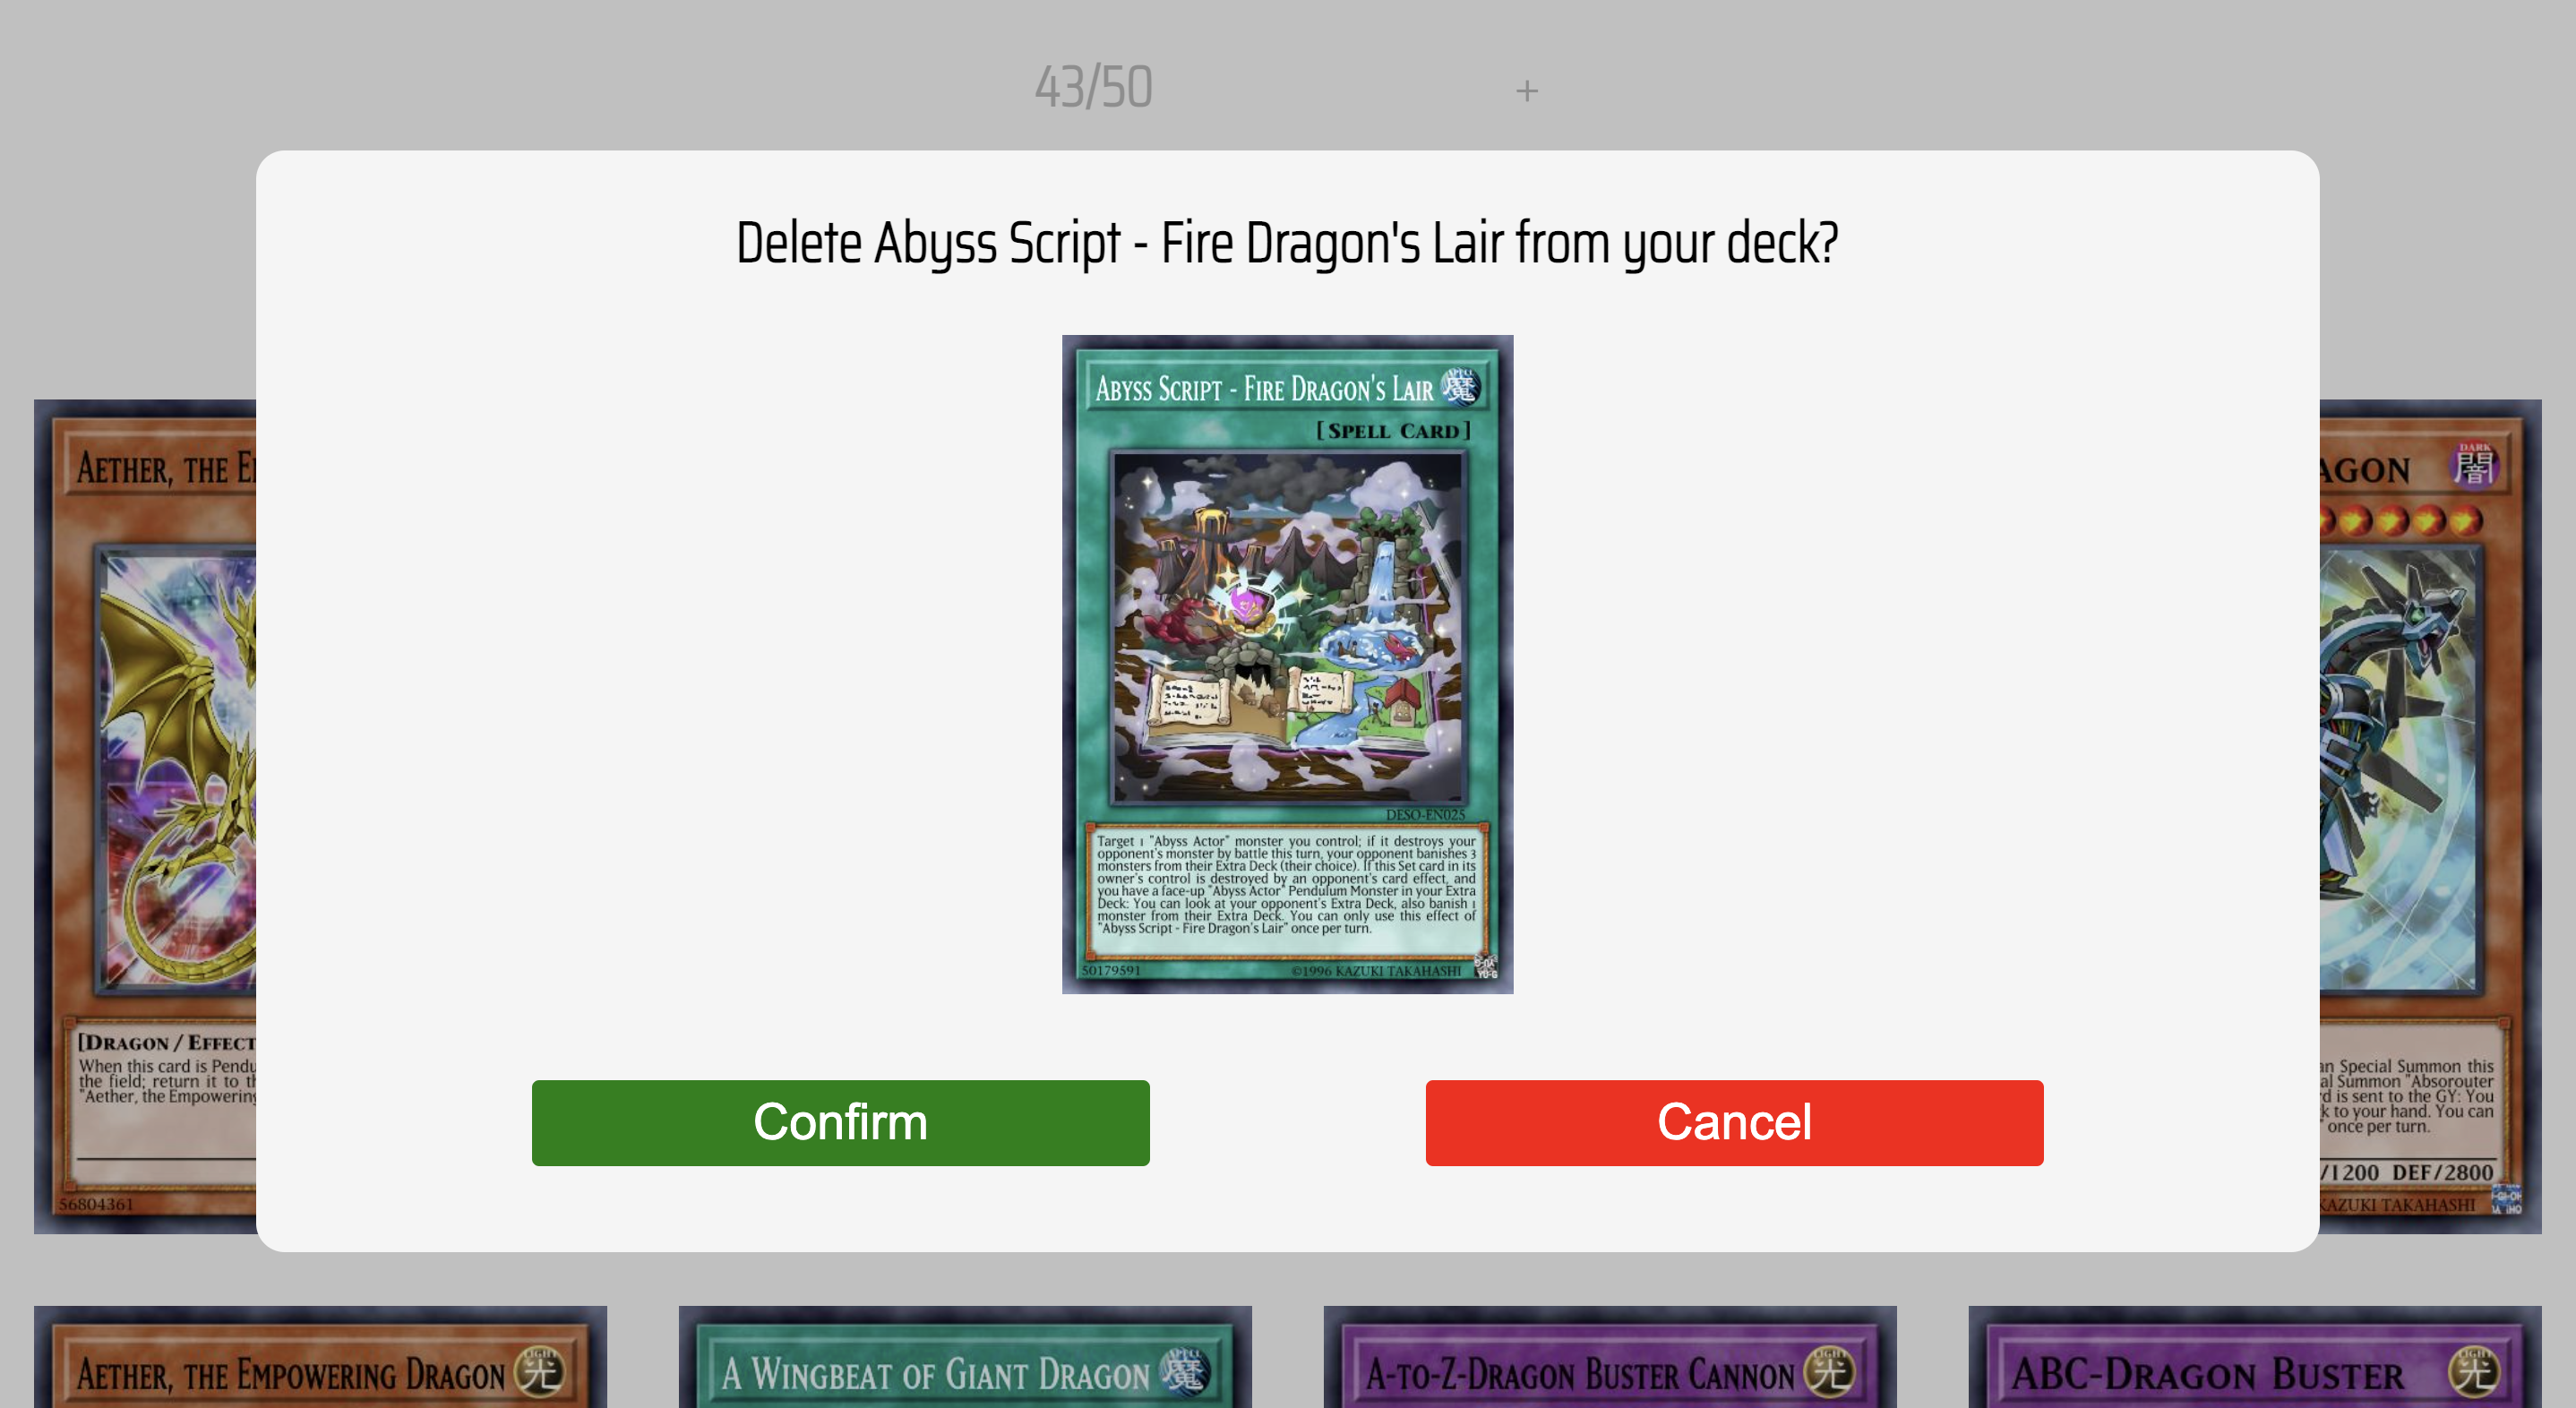 43/50 +
Delete Abyss Script - Fire Dragon's Lair from your deck?
ABYSS SCRIPT - FIRE DRAGON'S LAIR SPELL 魔
[SPELL CARD]
DESO-EN025
Target 1 "Abyss Actor" monster you control; if it destroys your
opponent's monster by battle this turn, your opponent banishes 3
monsters from their Extra Deck (their choice). If this Set card in its
owner's control is destroyed by an opponent's card effect, and
you have a face-up "Abyss Actor" Pendulum Monster in your Extra
Deck: You can look at your opponent's Extra Deck, also banish 1
monster from their Extra Deck. You can only use this effect of
"Abyss Script - Fire Dragon's Lair" once per turn.
50179591 ©1996 KAZUKI TAKAHASHI
Confirm
Cancel
AETHER, THE
[DRAGON / EFFECT
When this card is Pendu
the field; return it to th
"Aether, the Empowering
56804361
AGON DARK 闇
an Special Summon this
al Summon "Absorouter
d is sent to the GY: You
k to your hand. You can
once per turn.
/1200 DEF/2800
KAZUKI TAKAHASHI
AETHER, THE EMPOWERING DRAGON LIGHT 光
A WINGBEAT OF GIANT DRAGON SPELL 魔
A-TO-Z-DRAGON BUSTER CANNON LIGHT 光
ABC-DRAGON BUSTER LIGHT 光